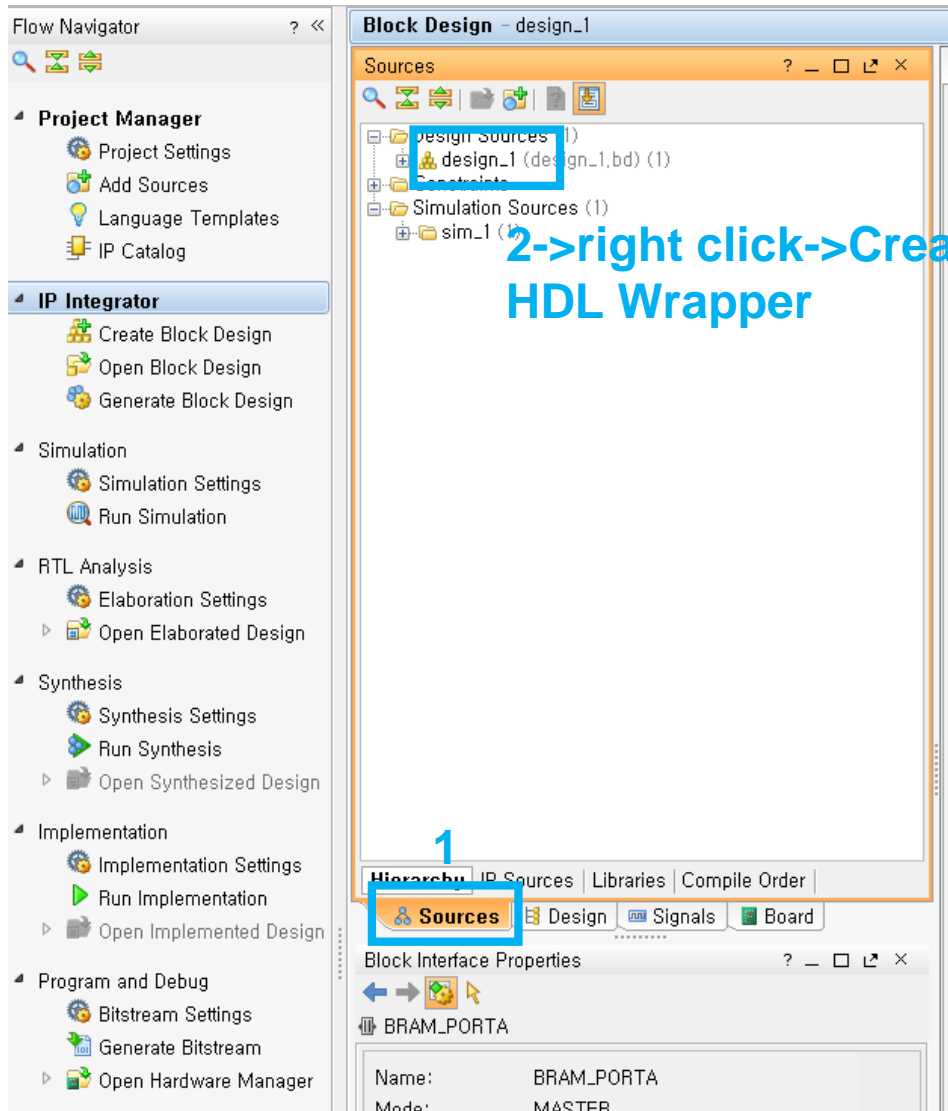 Flow Navigator ? «
Project Manager
Project Settings
Add Sources
Language Templates
IP Catalog
IP Integrator
Create Block Design
Open Block Design
Generate Block Design
Simulation
Simulation Settings
Run Simulation
RTL Analysis
Elaboration Settings
Open Elaborated Design
Synthesis
Synthesis Settings
Run Synthesis
Open Synthesized Design
Implementation
Implementation Settings
Run Implementation
Open Implemented Design
Program and Debug
Bitstream Settings
Generate Bitstream
Open Hardware Manager
Block Design - design_1
Sources ?
Design Sources (1)
design_1 (design_1,bd) (1)
Constraints
Simulation Sources (1)
sim_1 (1)
2->right click->Crea
HDL Wrapper
1
Hierarchy IP Sources Libraries Compile Order
Sources Design Signals Board
Block Interface Properties ?
BRAM_PORTA
Name: BRAM_PORTA
Mode: MASTER